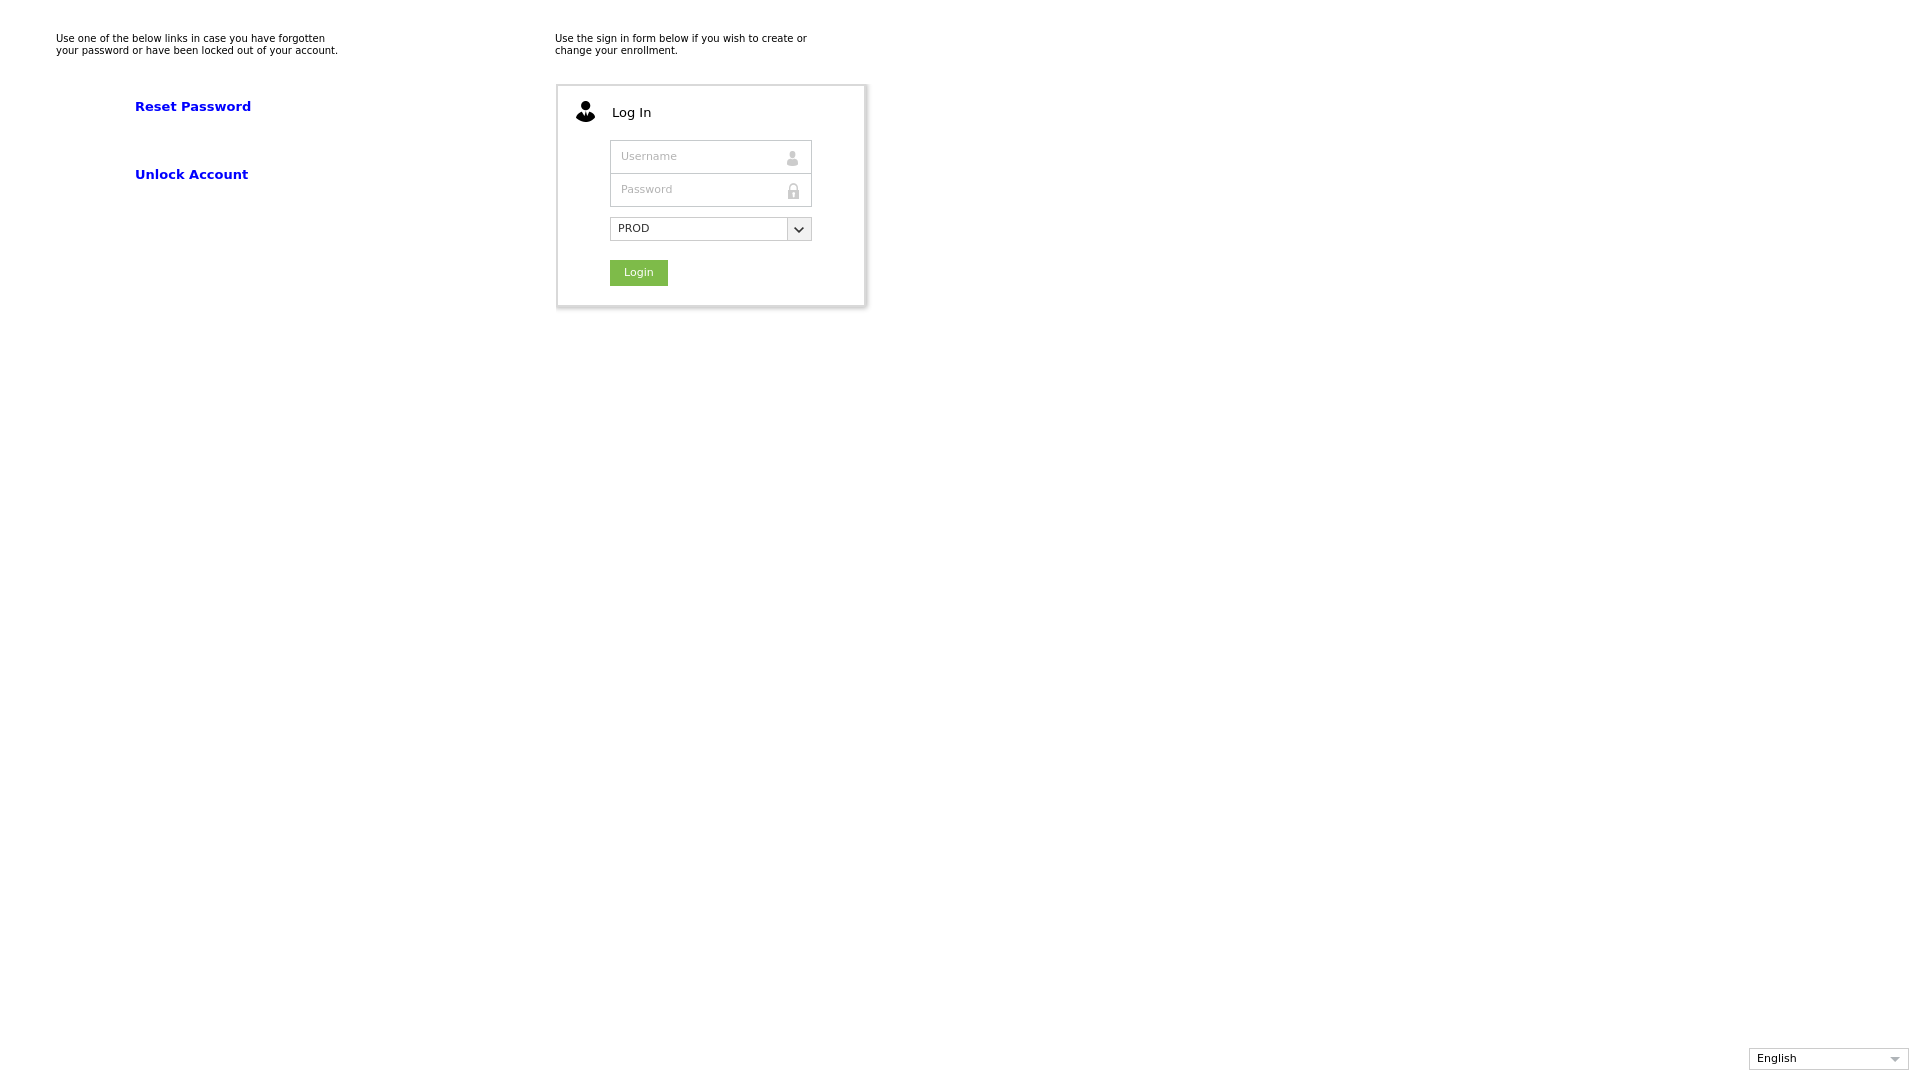 Use one of the below links in case you have forgotten
your password or have been locked out of your account.
Reset Password
Unlock Account
Use the sign in form below if you wish to create or
change your enrollment.
Log In
Username
Password
PROD
Login
English